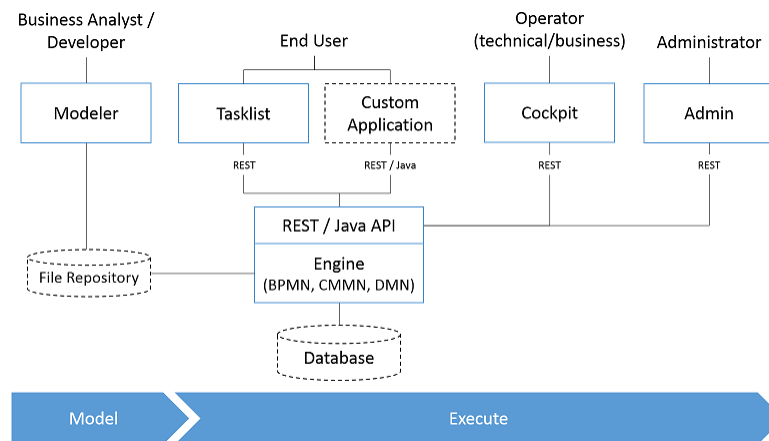 Business Analyst /
Developer
End User
Operator
(technical/business)
Administrator
Modeler
Tasklist
Custom
Application
Cockpit
Admin
REST
REST / Java
REST
REST
REST / Java API
Engine
(BPMN, CMMN, DMN)
File Repository
Database
Model
Execute